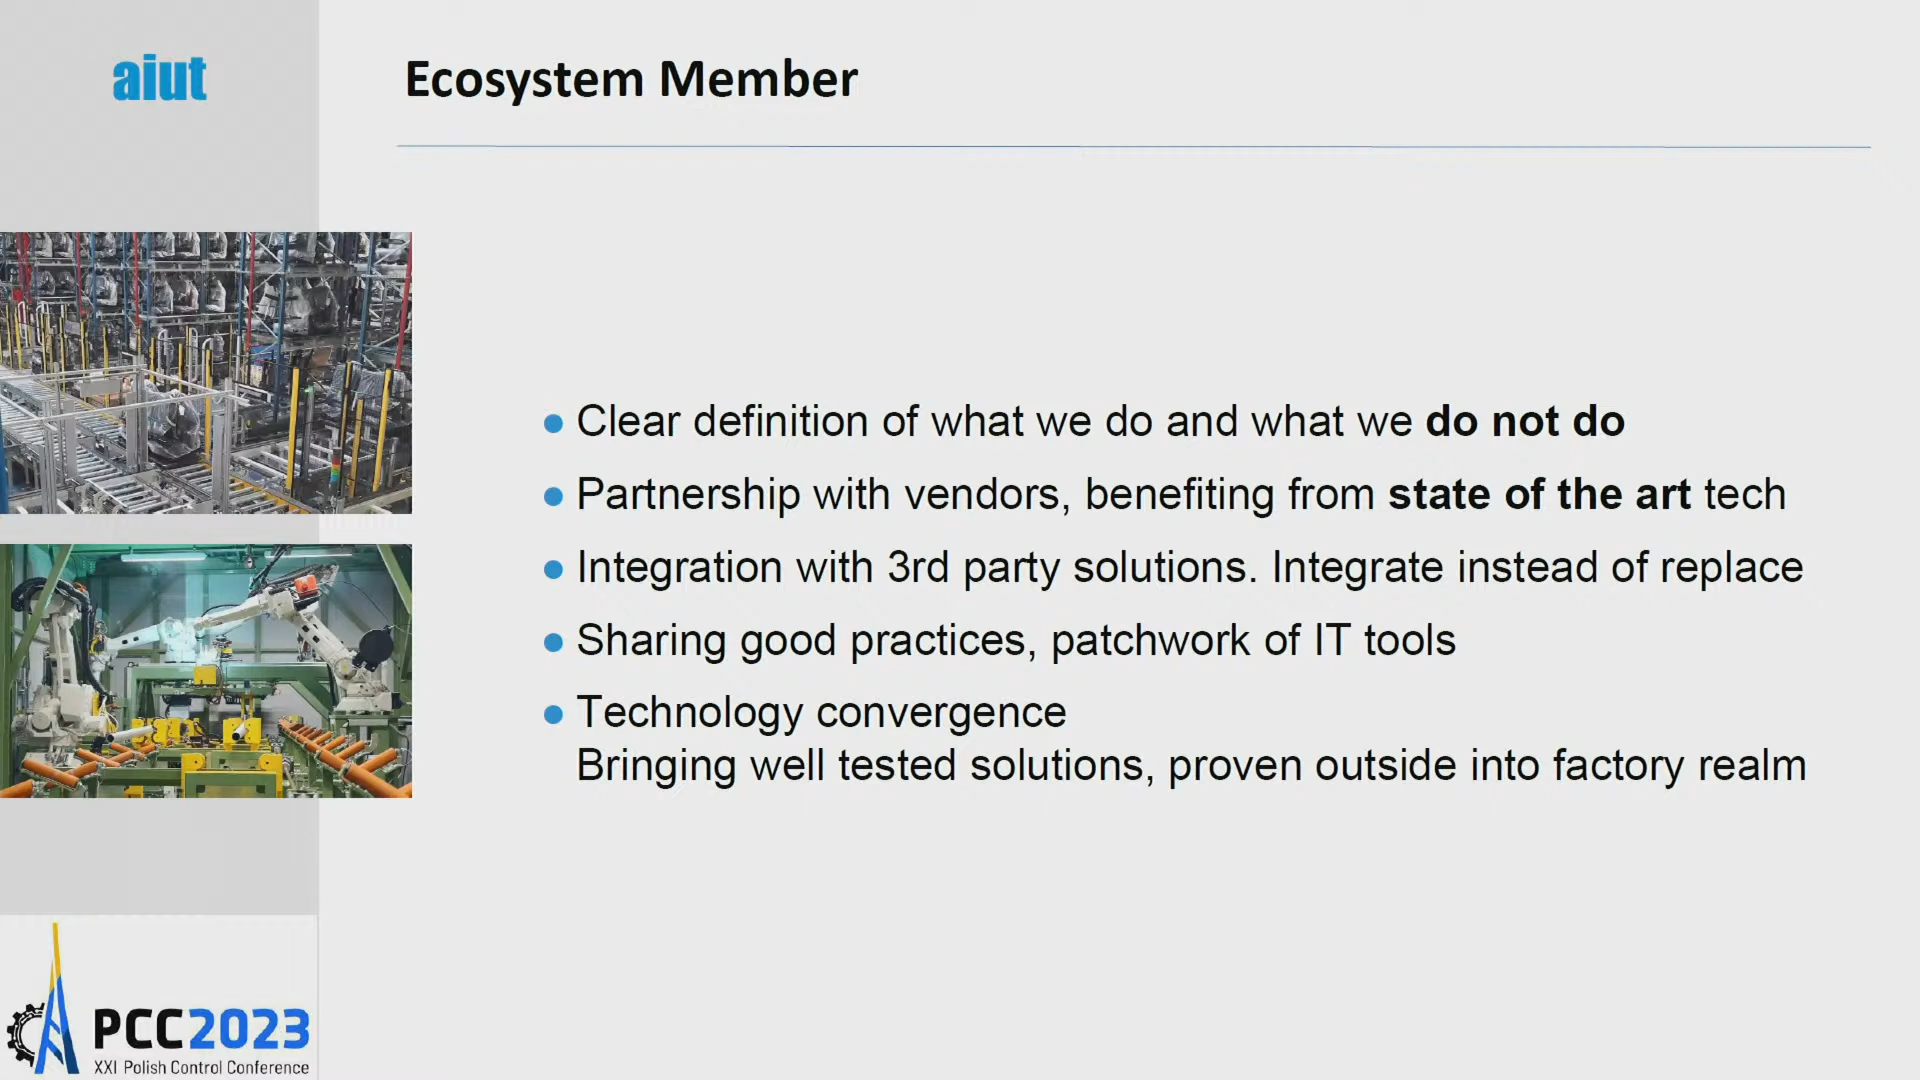 aiut
Ecosystem Member
Clear definition of what we do and what we do not do
Partnership with vendors, benefiting from state of the art tech
Integration with 3rd party solutions. Integrate instead of replace
Sharing good practices, patchwork of IT tools
Technology convergence
Bringing well tested solutions, proven outside into factory realm
PCC2023
XXI Polish Control Conference